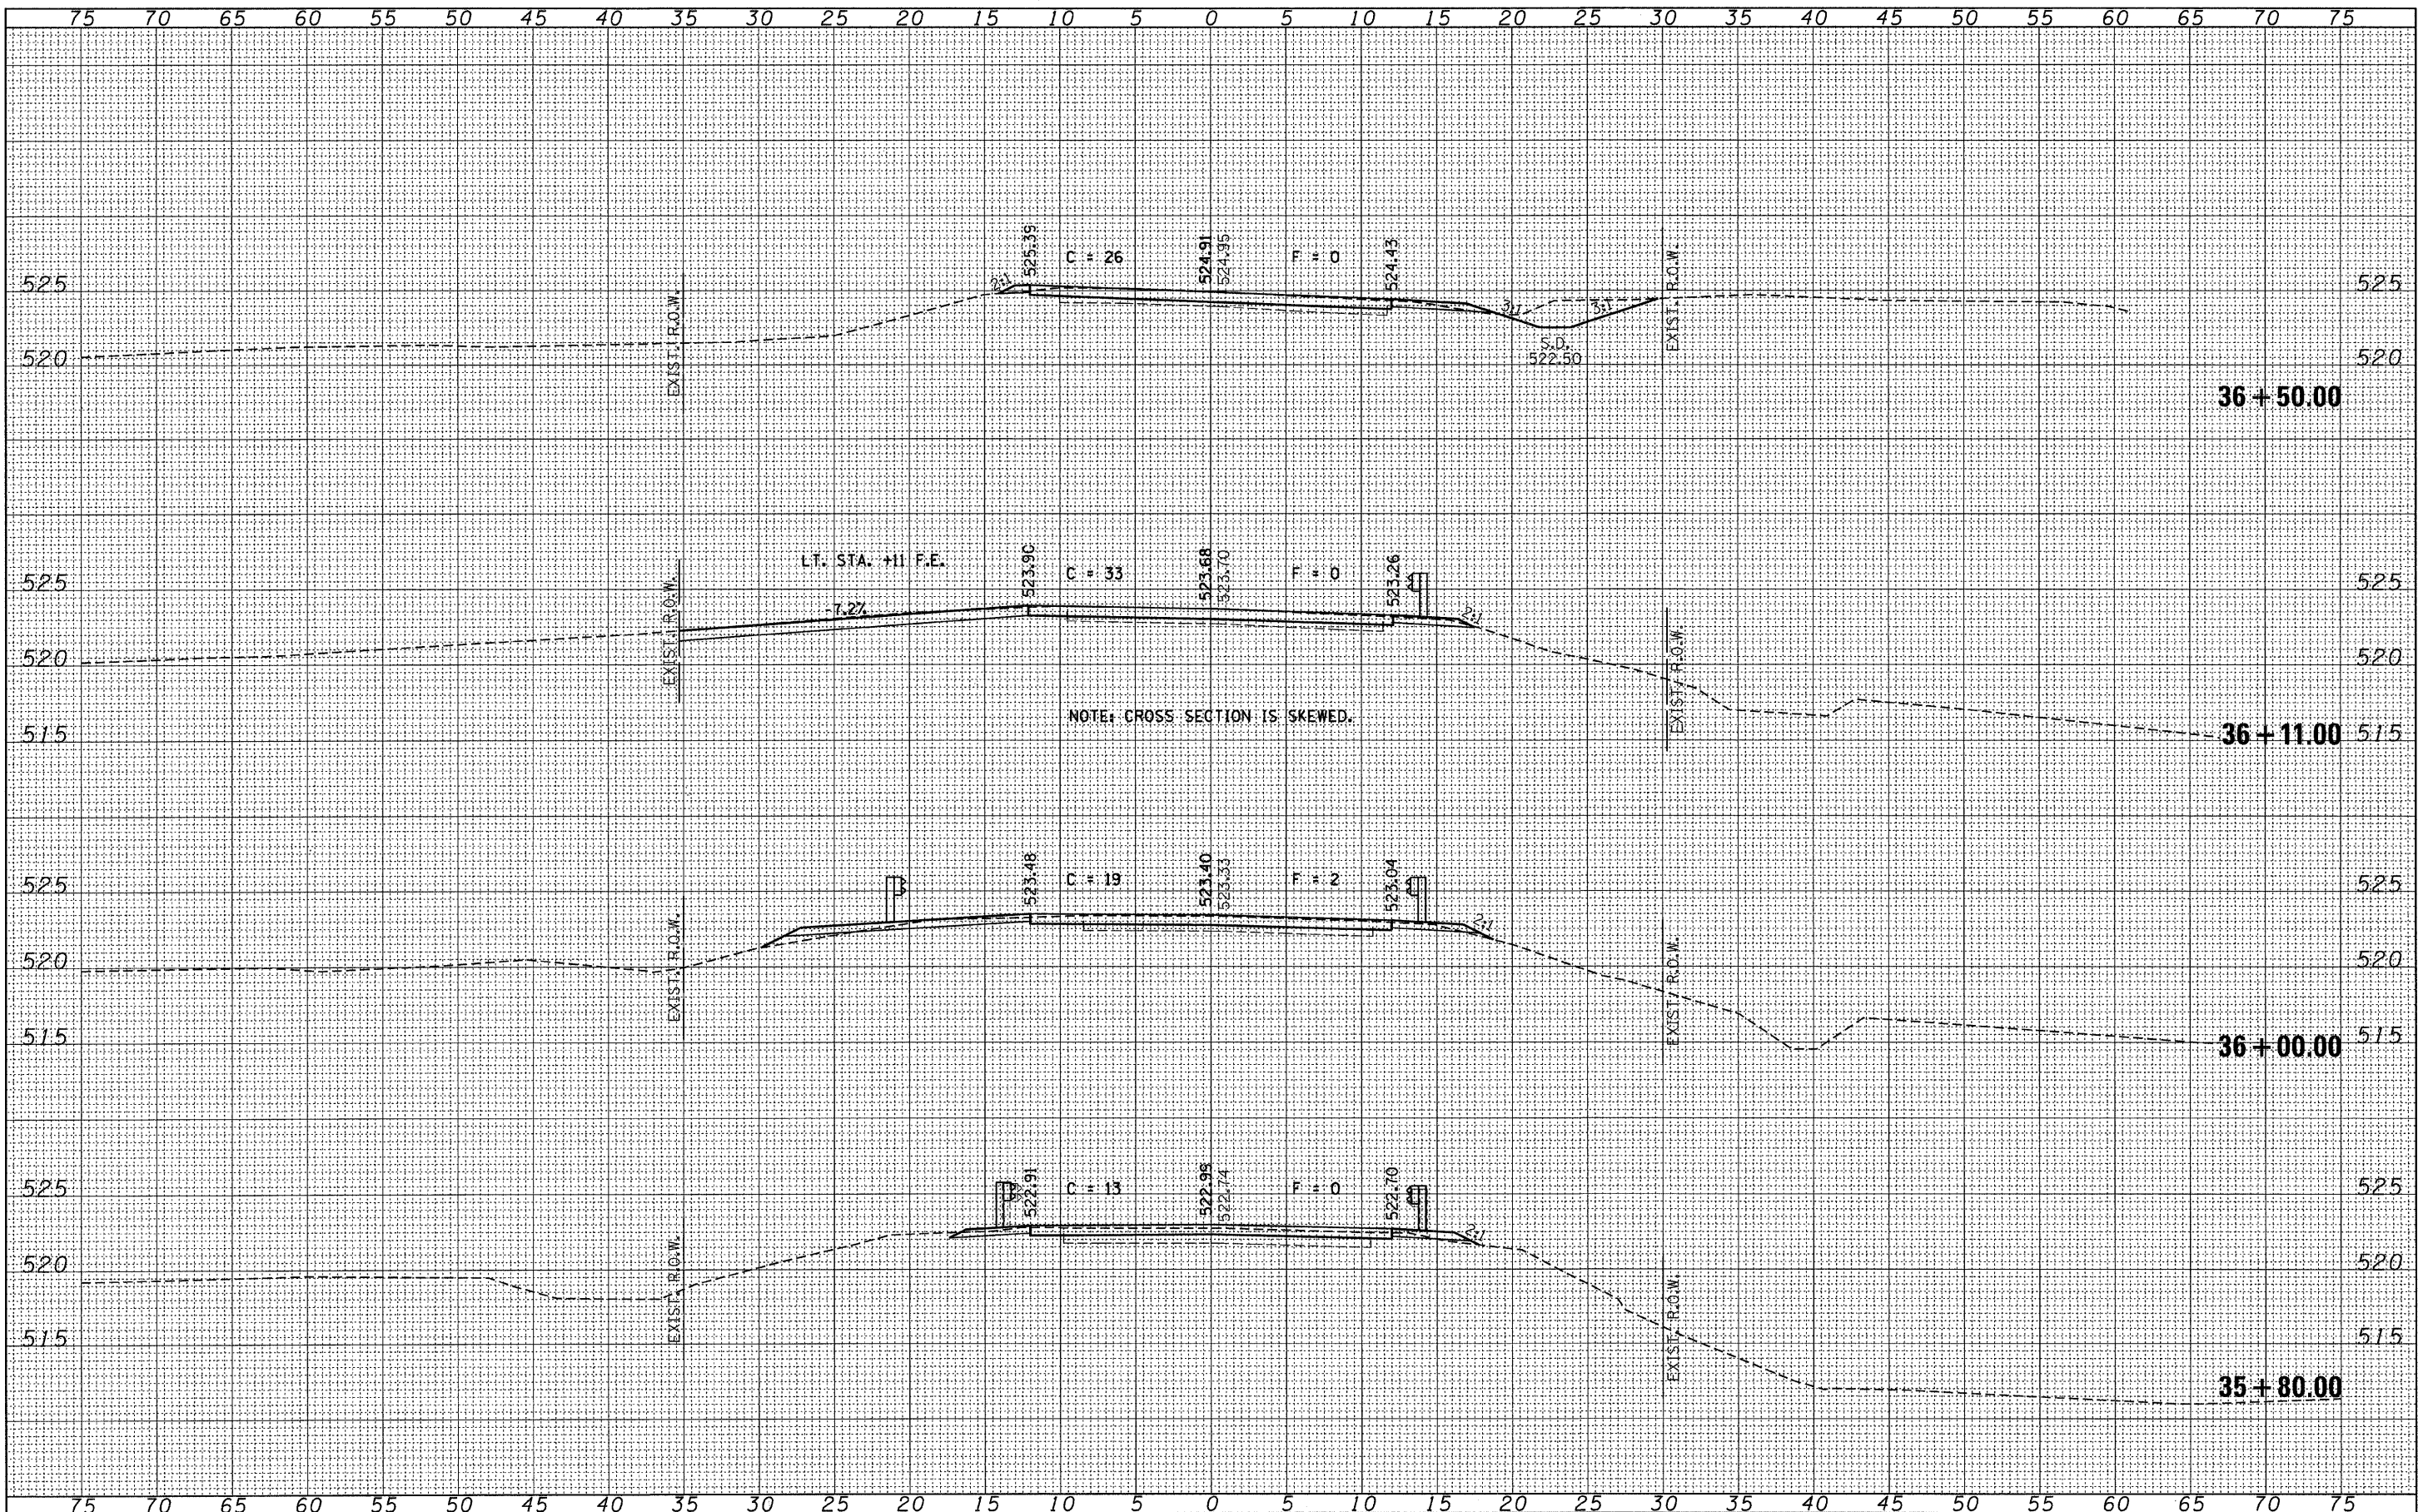 75 70 65 60 55 50 45 40 35 30 25 20 15 10 5 0 5 10 15 20 25 30 35 40 45 50 55 60 65 70 75
525.39
C = 26
524.91
524.95
F = 0
524.43
EXIST. R.O.W.
EXIST. R.O.W.
525
2:1
3:1
3:1
525
S.D.
522.50
520
520
36+50.00
LT. STA. +11 F.E.
523.90
C = 33
523.68
523.70
F = 0
523.26
525
525
-7.2%
2:1
EXIST. R.O.W.
EXIST. R.O.W.
520
520
NOTE: CROSS SECTION IS SKEWED.
515
36+11.00
515
523.48
C = 19
523.40
523.33
F = 2
523.04
525
525
2:1
EXIST. R.O.W.
EXIST. R.O.W.
520
520
515
36+00.00
515
522.91
C = 13
522.99
522.74
F = 0
522.70
525
525
2:1
EXIST. R.O.W.
EXIST. R.O.W.
520
520
515
515
35+80.00
75 70 65 60 55 50 45 40 35 30 25 20 15 10 5 0 5 10 15 20 25 30 35 40 45 50 55 60 65 70 75